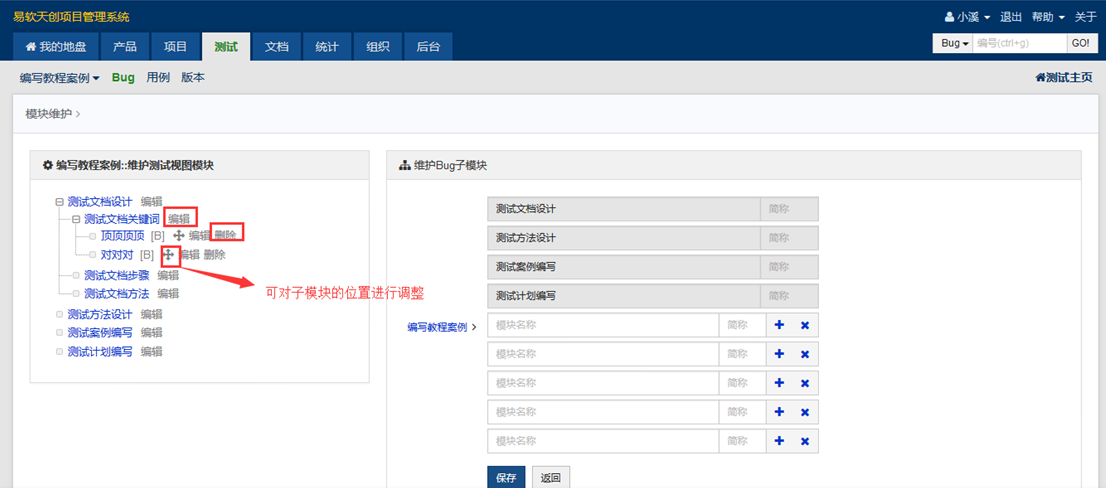 易软天创项目管理系统
小溪 退出 帮助 关于
我的地盘 产品 项目 测试 文档 统计 组织 后台
Bug 编号(ctrl+g) GO!
编写教程案例 Bug 用例 版本
测试主页
模块维护 >
编写教程案例::维护测试视图模块
测试文档设计 编辑
测试文档关键词 编辑
顶顶顶顶 [B] 编辑 删除
对对对 [B] 编辑 删除
测试文档步骤 编辑
测试文档方法 编辑
测试方法设计 编辑
测试案例编写 编辑
测试计划编写 编辑
可对子模块的位置进行调整
维护Bug子模块
测试文档设计 简称
测试方法设计 简称
测试案例编写 简称
测试计划编写 简称
编写教程案例 > 模块名称 简称
模块名称 简称
模块名称 简称
模块名称 简称
模块名称 简称
保存 返回